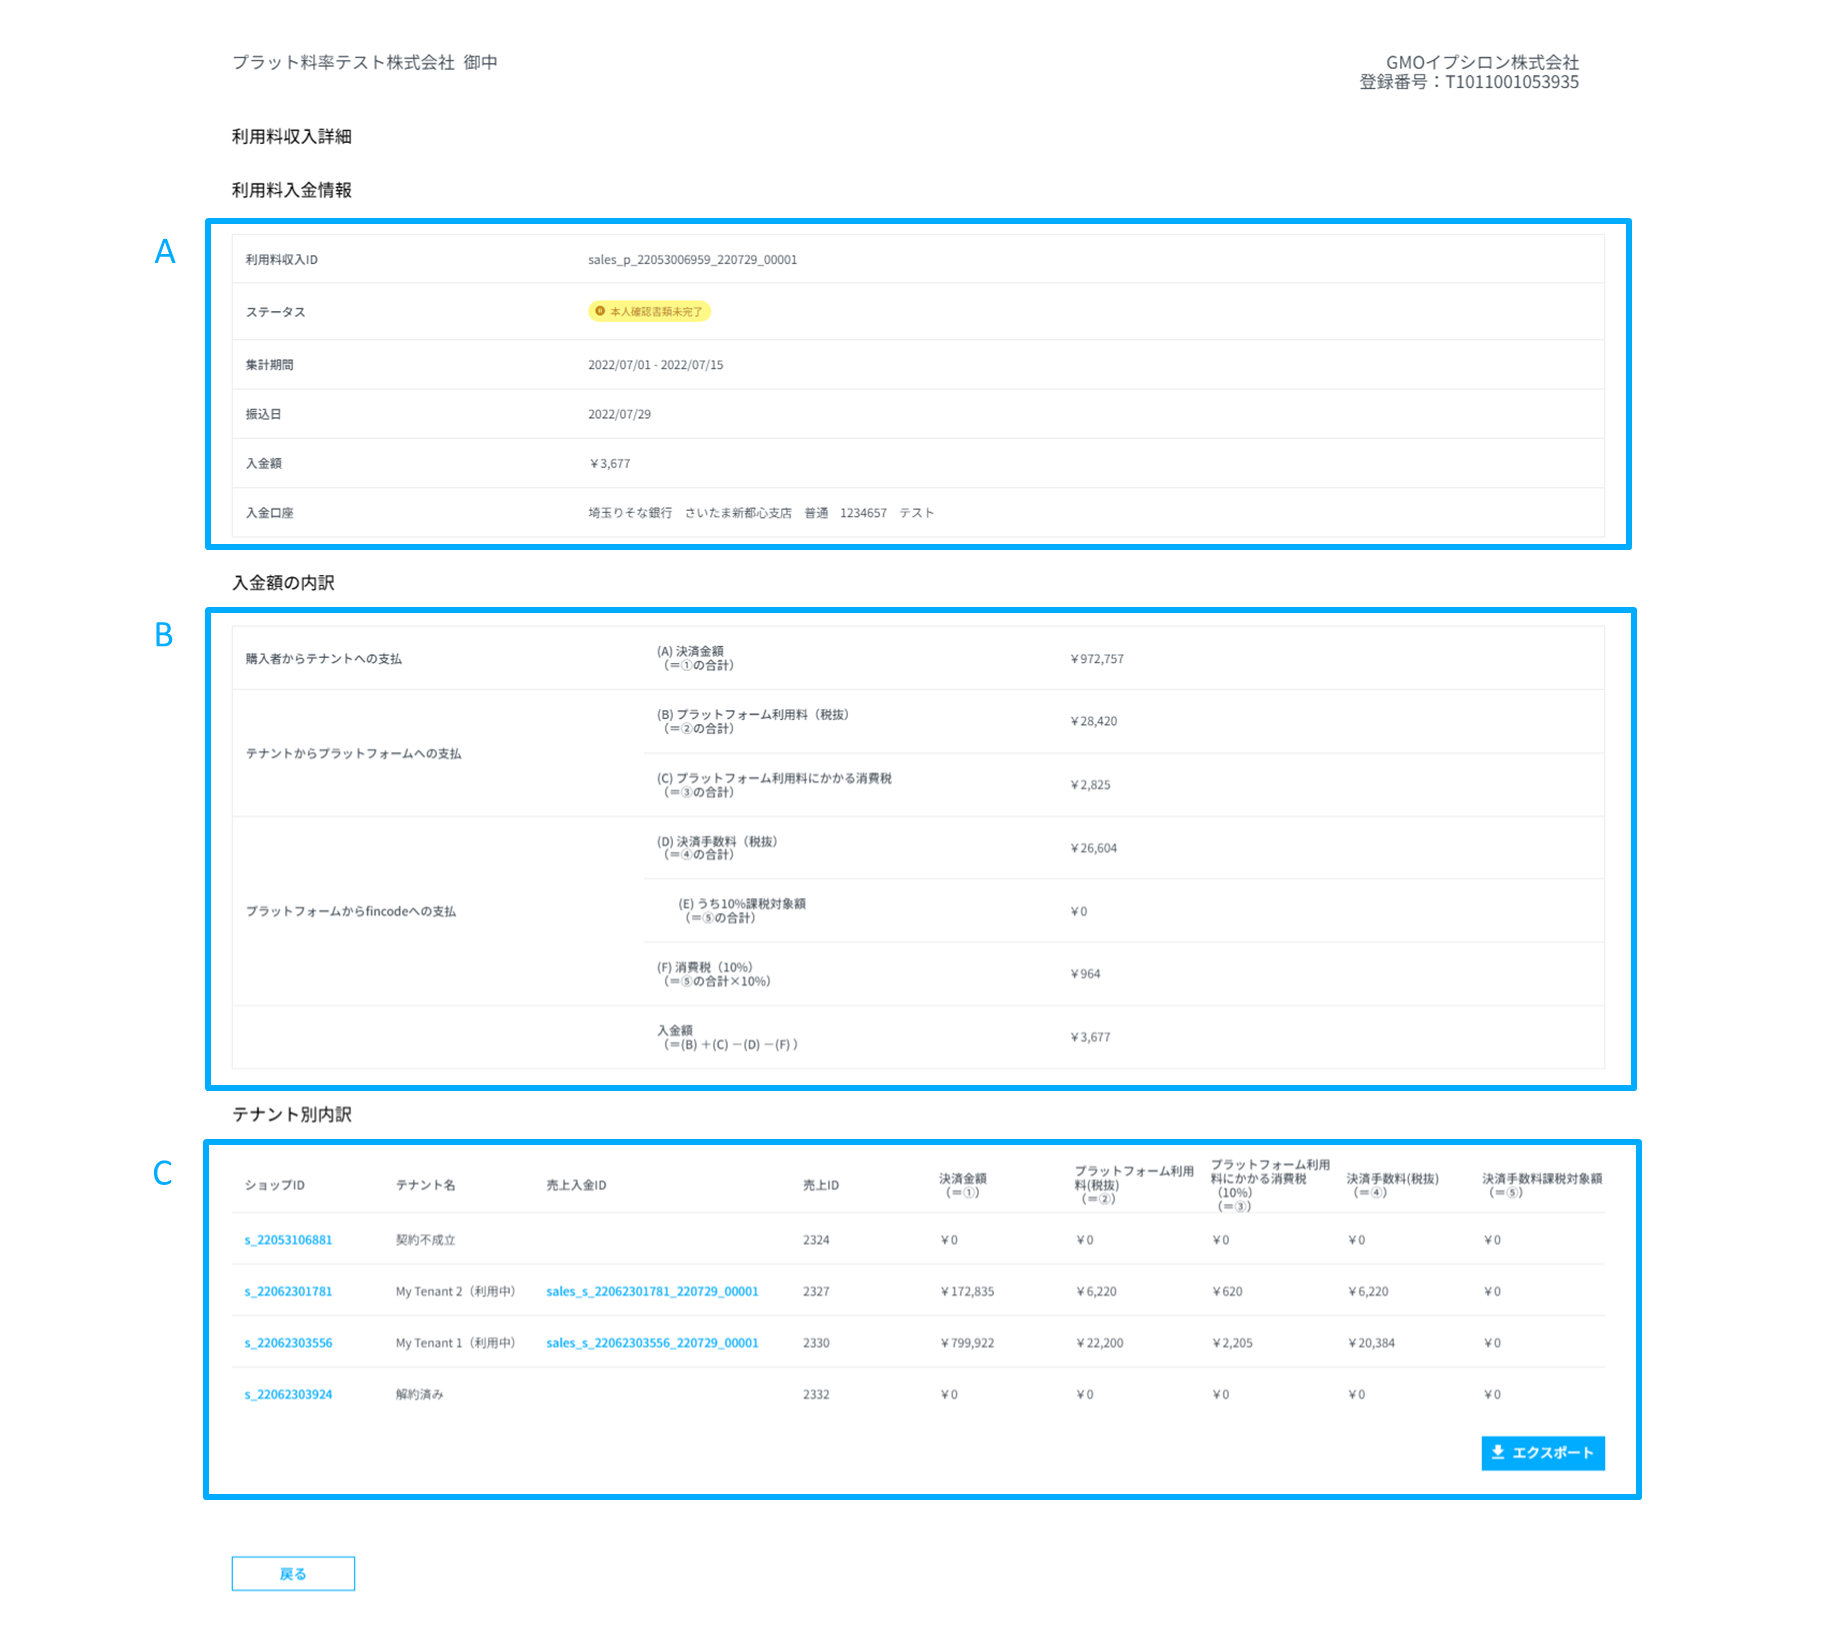 プラット料率テスト株式会社 御中
GMOイプシロン株式会社
登録番号：T1011001053935
利用料収入詳細
利用料入金情報
A
利用料収入ID sales_p_22053006959_220729_00001
ステータス 本人確認書類未完了
集計期間 2022/07/01 - 2022/07/15
振込日 2022/07/29
入金額 ￥3,677
入金口座 埼玉りそな銀行　さいたま新都心支店　普通　1234657　テスト
入金額の内訳
B
購入者からテナントへの支払
(A) 決済金額
（＝①の合計）
￥972,757
テナントからプラットフォームへの支払
(B) プラットフォーム利用料（税抜）
（＝②の合計）
￥28,420
(C) プラットフォーム利用料にかかる消費税
（＝③の合計）
￥2,825
プラットフォームからfincodeへの支払
(D) 決済手数料（税抜）
（＝④の合計）
￥26,604
(E) うち10%課税対象額
（＝⑤の合計）
￥0
(F) 消費税（10%）
（＝⑤の合計×10%）
￥964
入金額
（＝(B) ＋(C) －(D) －(F) ）
￥3,677
テナント別内訳
C
ショップID
テナント名
売上入金ID
売上ID
決済金額
（＝①）
プラットフォーム利用
料(税抜)
（＝②）
プラットフォーム利用
料にかかる消費税
（10%）
（＝③）
決済手数料(税抜)
（＝④）
決済手数料課税対象額
（＝⑤）
s_22053106881 契約不成立 2324 ￥0 ￥0 ￥0 ￥0 ￥0
s_22062301781 My Tenant 2（利用中） sales_s_22062301781_220729_00001 2327 ￥172,835 ￥6,220 ￥620 ￥6,220 ￥0
s_22062303556 My Tenant 1（利用中） sales_s_22062303556_220729_00001 2330 ￥799,922 ￥22,200 ￥2,205 ￥20,384 ￥0
s_22062303924 解約済み 2332 ￥0 ￥0 ￥0 ￥0 ￥0
エクスポート
戻る